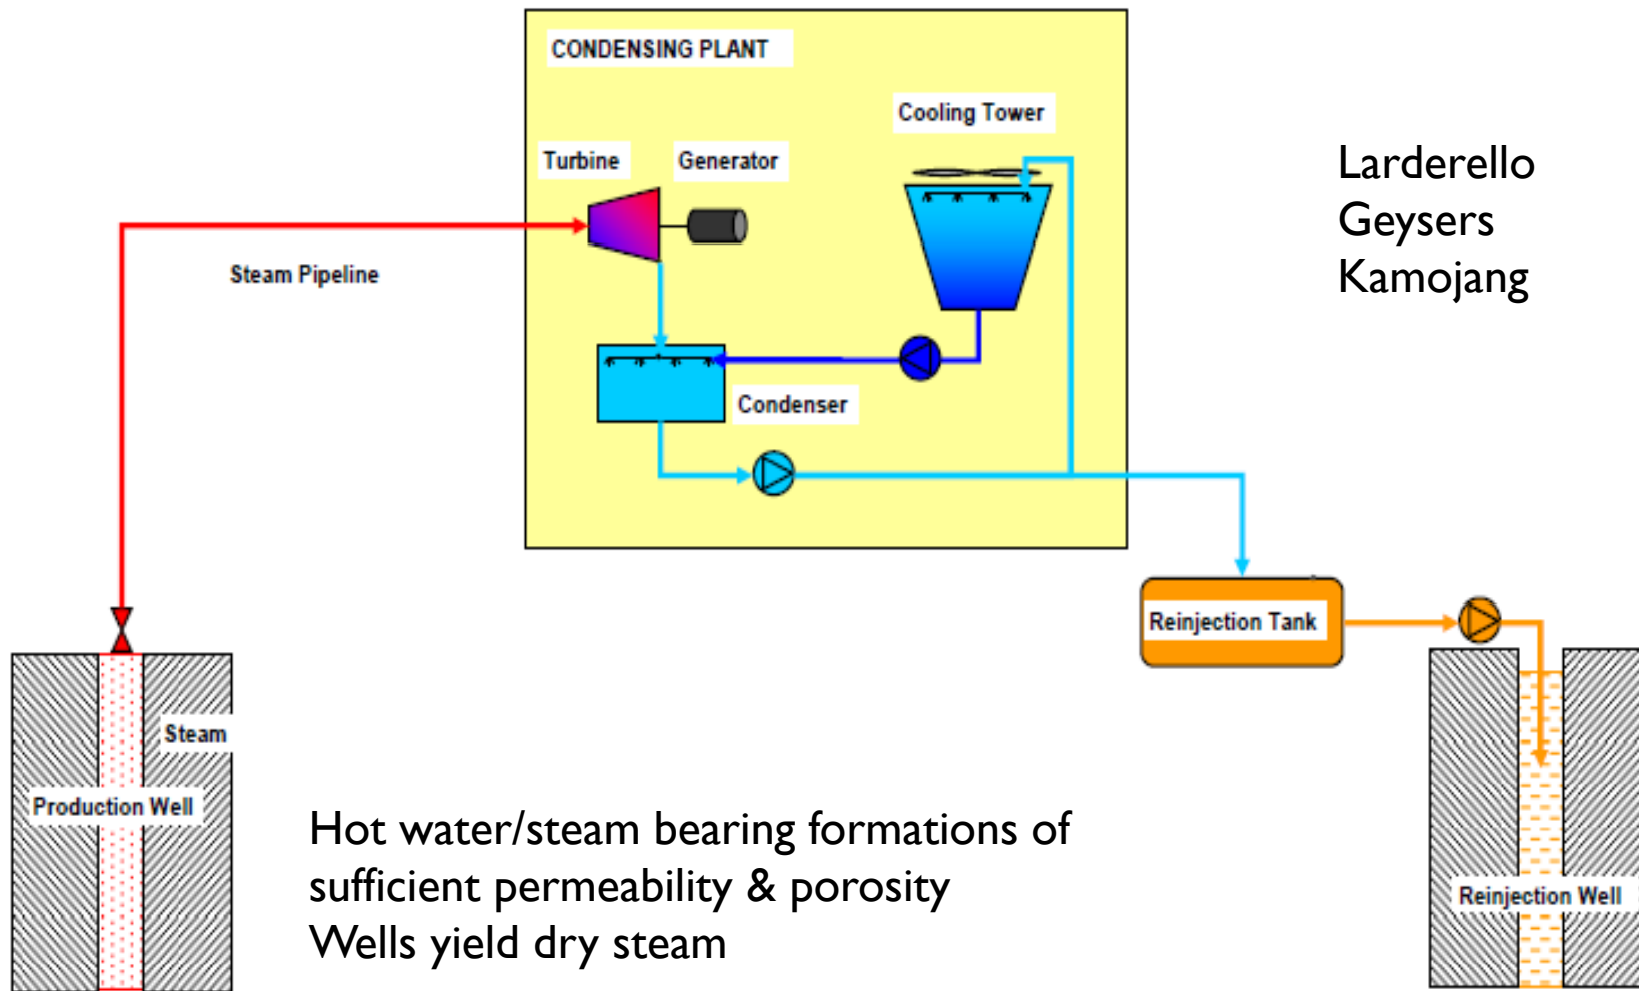 CONDENSING PLANT
Cooling Tower
Turbine
Generator
Larderello
Geysers
Kamojang
Steam Pipeline
Condenser
Reinjection Tank
Steam
Production Well
Hot water/steam bearing formations of
sufficient permeability & porosity
Wells yield dry steam
Reinjection Well